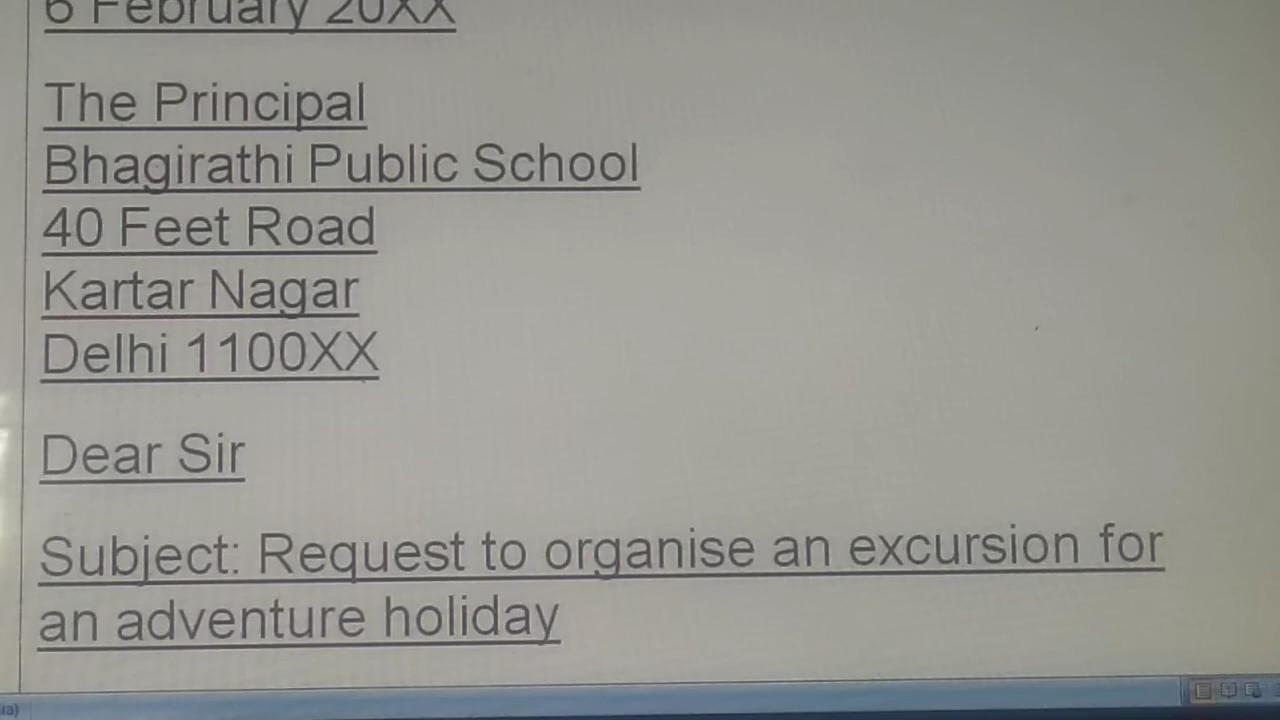 6 February 20XX
The Principal
Bhagirathi Public School
40 Feet Road
Kartar Nagar
Delhi 1100XX
Dear Sir
Subject: Request to organise an excursion for
an adventure holiday